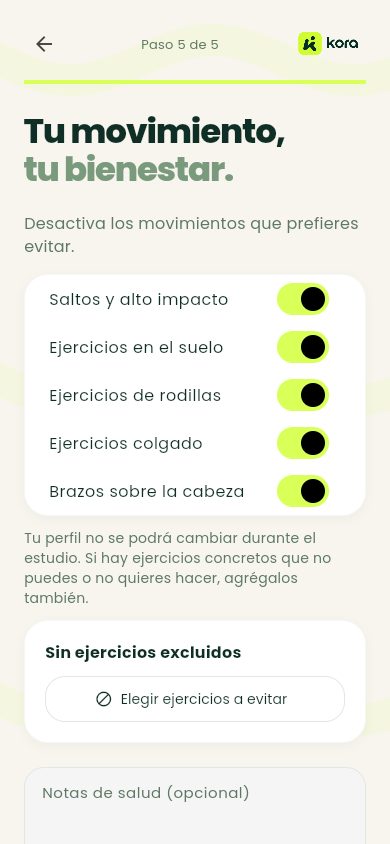 Paso 5 de 5
kora
Tu movimiento,
tu bienestar.
Desactiva los movimientos que prefieres
evitar.
Saltos y alto impacto
Ejercicios en el suelo
Ejercicios de rodillas
Ejercicios colgado
Brazos sobre la cabeza
Tu perfil no se podrá cambiar durante el
estudio. Si hay ejercicios concretos que no
puedes o no quieres hacer, agrégalos
también.
Sin ejercicios excluidos
Elegir ejercicios a evitar
Notas de salud (opcional)